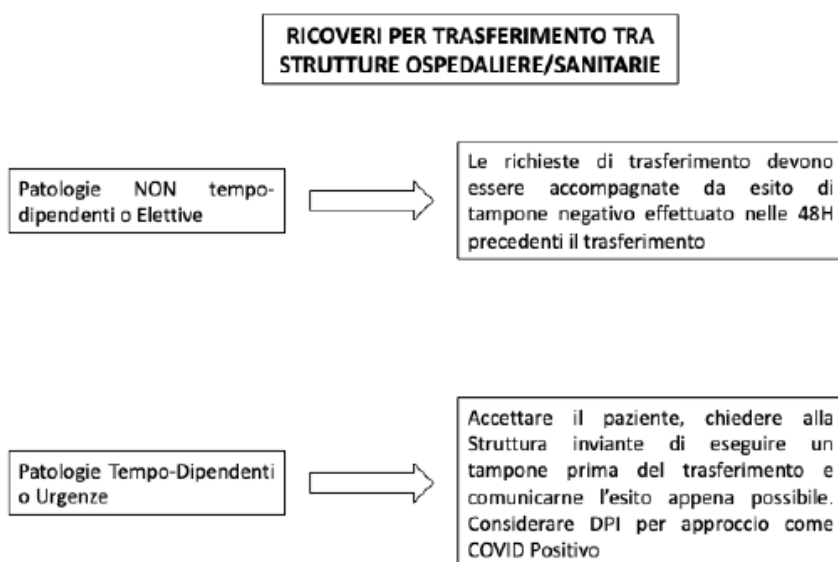 RICOVERI PER TRASFERIMENTO TRA
STRUTTURE OSPEDALIERE/SANITARIE
Patologie NON tempo-
dipendenti o Elettive
Le richieste di trasferimento devono
essere accompagnate da esito di
tampone negativo effettuato nelle 48H
precedenti il trasferimento
Patologie Tempo-Dipendenti
o Urgenze
Accettare il paziente, chiedere alla
Struttura inviante di eseguire un
tampone prima del trasferimento e
comunicarne l'esito appena possibile.
Considerare DPI per approccio come
COVID Positivo